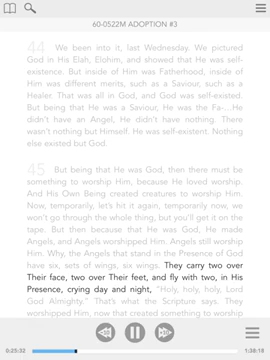 60-0522M ADOPTION #3
44 We been into it, last Wednesday. We pictured
God in His Elah, Elohim, and showed that He was self-
existence. But inside of Him was Fatherhood, inside of
Him was different merits, such as a Saviour, such as a
Healer. That was all in God, and God was self-existed.
But being that He was a Saviour, He was the Fa-...He
didn't have an Angel, He didn't have nothing. There
wasn't nothing but Himself. He was self-existent. Nothing
else existed but God.
45 But being that He was God, then there must be
something to worship Him, because He loved worship.
And His Own Being created creatures to worship Him.
Now, temporarily, let's hit it again, temporarily now, we
won't go through the whole thing, but you'll get it on the
tape. But then because that He was God, He made
Angels, and Angels worshipped Him. Angels still worship
Him. Why, the Angels that stand in the Presence of God
have six, sets of wings, six wings. They carry two over
Their face, two over Their feet, and fly with two, in His
Presence, crying day and night, "Holy, holy, holy, Lord
God Almighty." That's what the Scripture says. They
worshipped Him, now that created something to worship
0:25:32
1:38:18